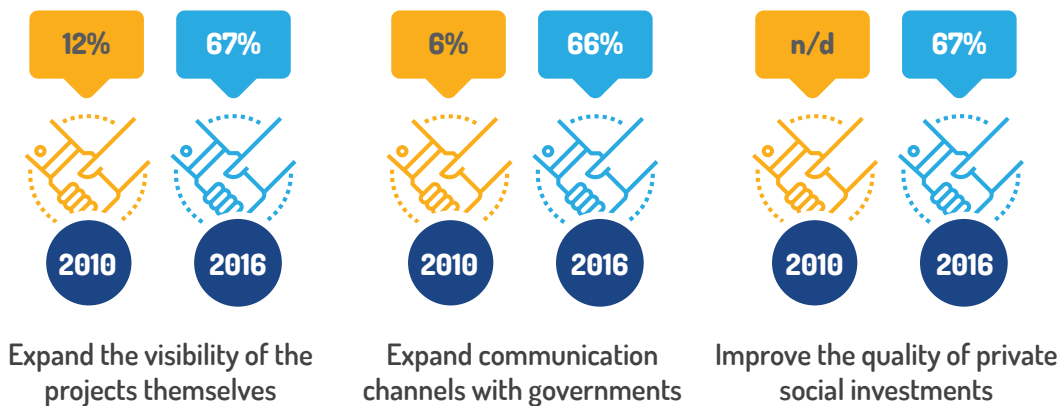 12%
67%
6%
66%
n/d
67%
2010
2016
2010
2016
2010
2016
Expand the visibility of the
projects themselves
Expand communication
channels with governments
Improve the quality of private
social investments